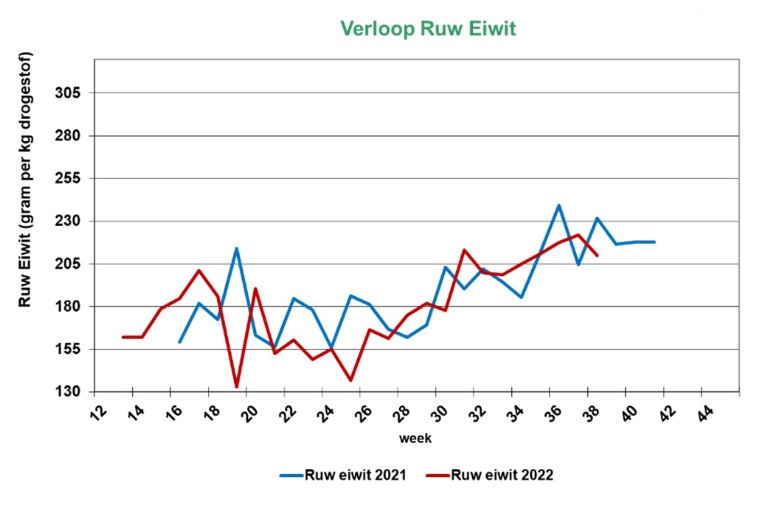 Verloop Ruw Eiwit
Ruw Eiwit (gram per kg drogestof)
305
280
255
230
205
180
155
130
12 14 16 18 20 22 24 26 28 30 32 34 36 38 40 42 44
week
Ruw eiwit 2021 Ruw eiwit 2022